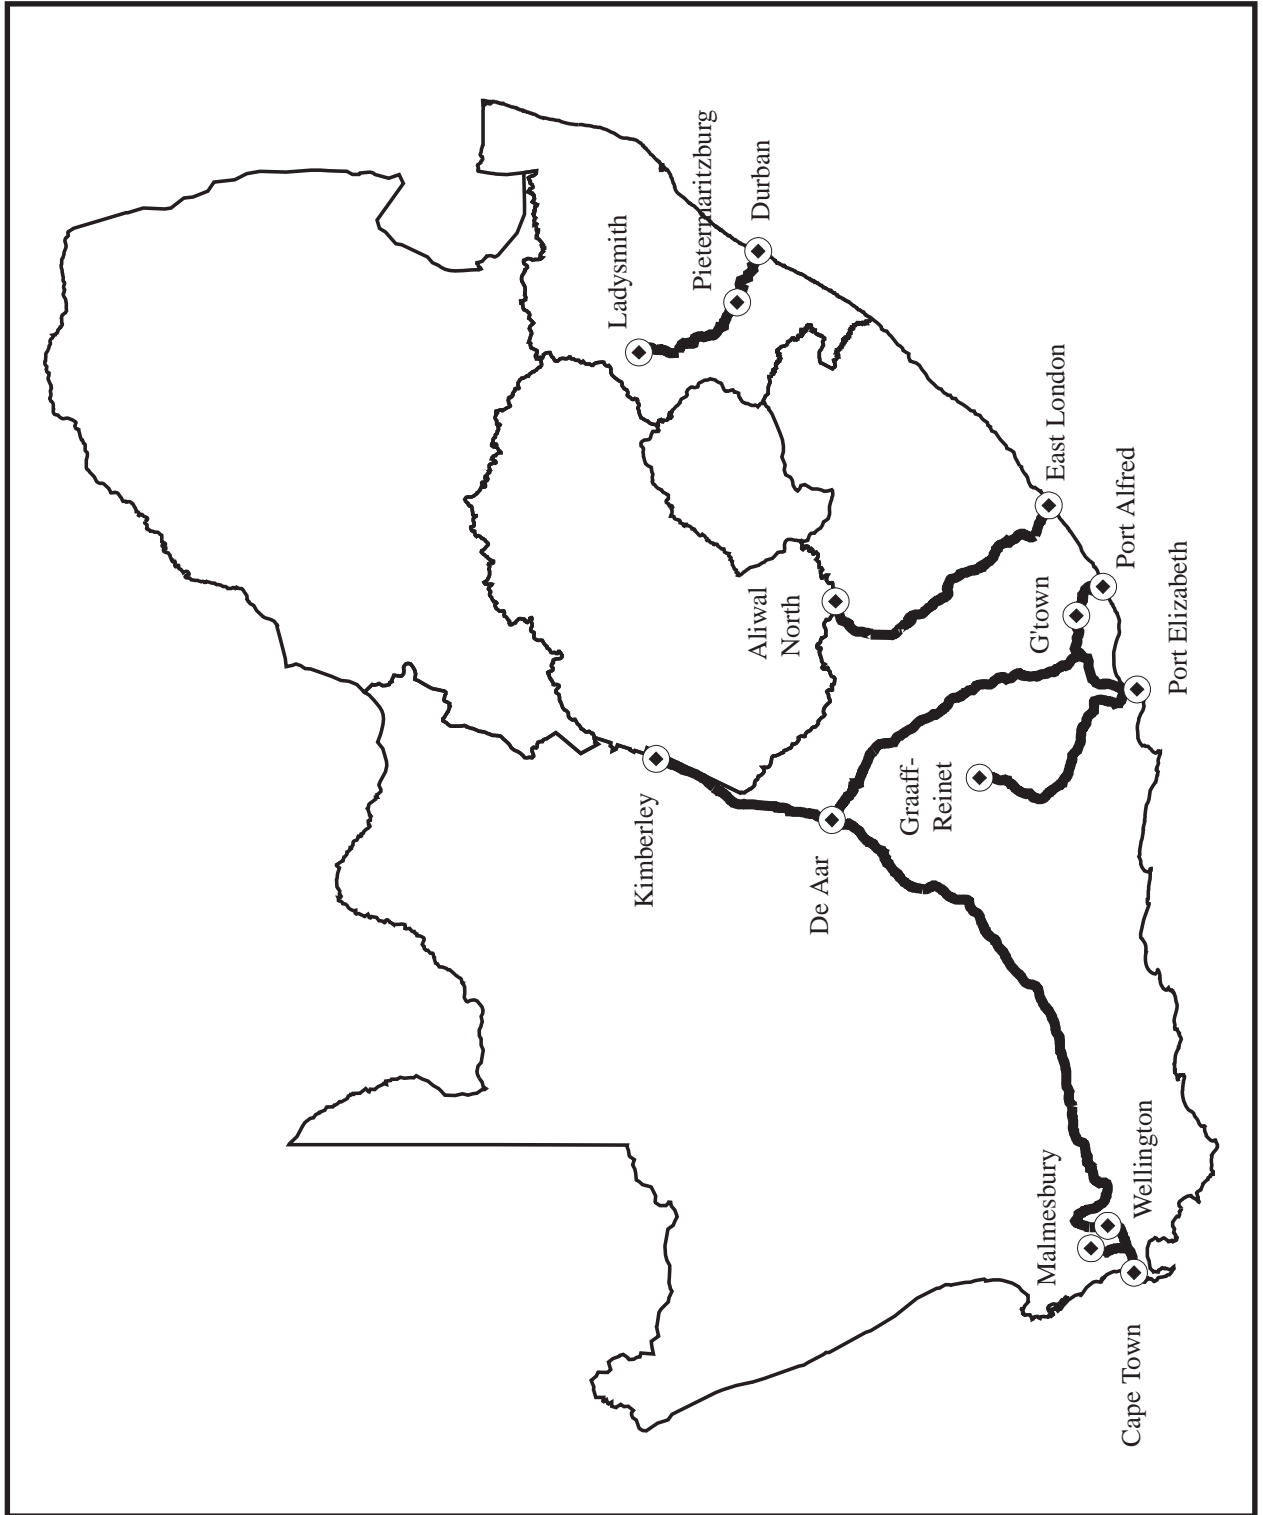 Ladysmith
Pietermaritzburg
Durban
East London
Port Alfred
Port Elizabeth
G'town
Aliwal
North
Graaff-
Reinet
Kimberley
De Aar
Malmesbury
Wellington
Cape Town